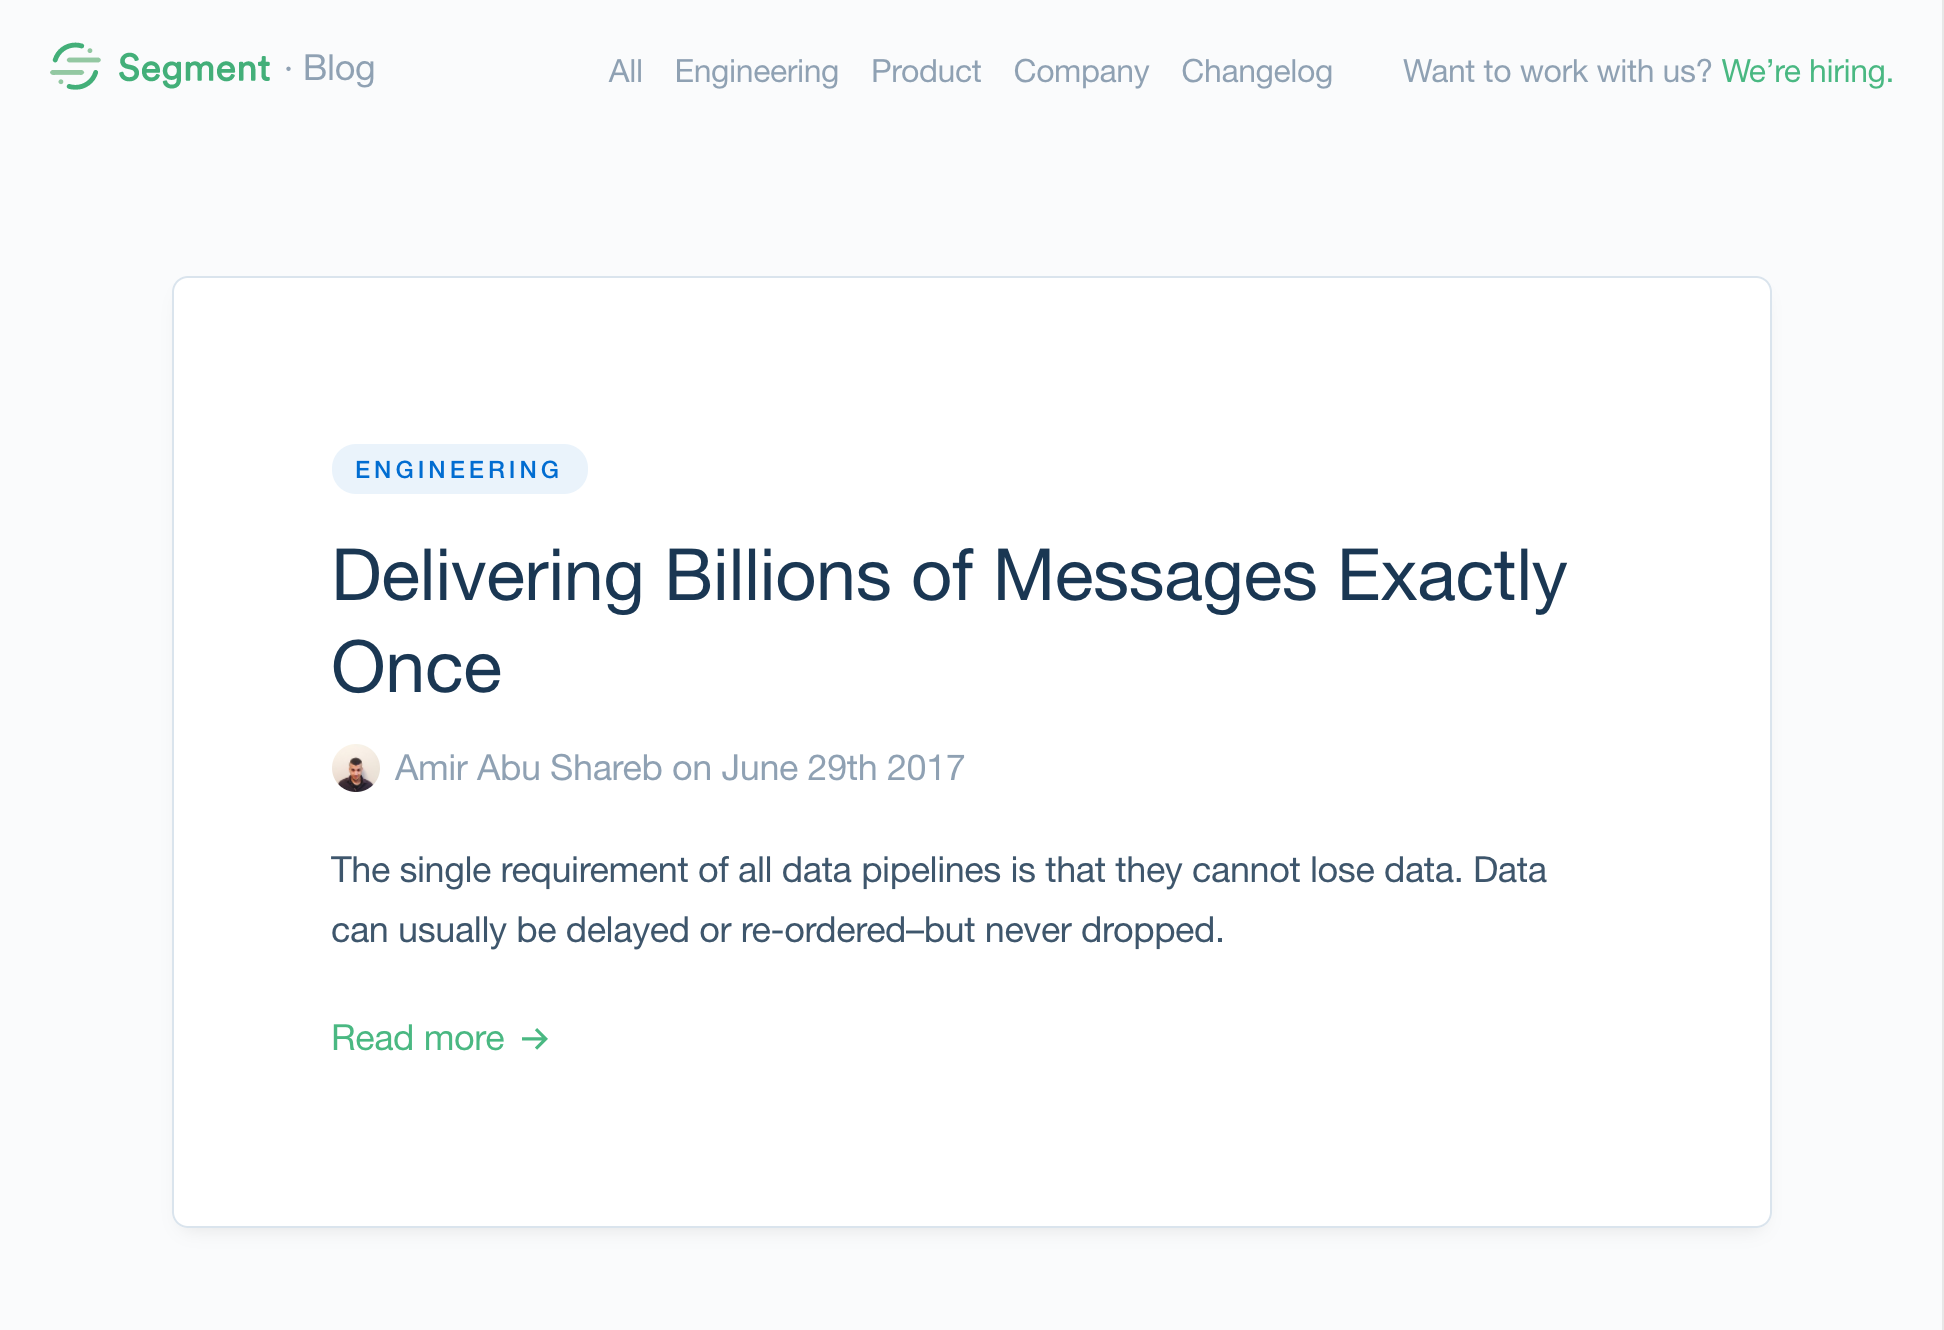 Segment · Blog
All Engineering Product Company Changelog
Want to work with us? We’re hiring.
ENGINEERING
Delivering Billions of Messages Exactly
Once
Amir Abu Shareb on June 29th 2017
The single requirement of all data pipelines is that they cannot lose data. Data
can usually be delayed or re-ordered–but never dropped.
Read more →